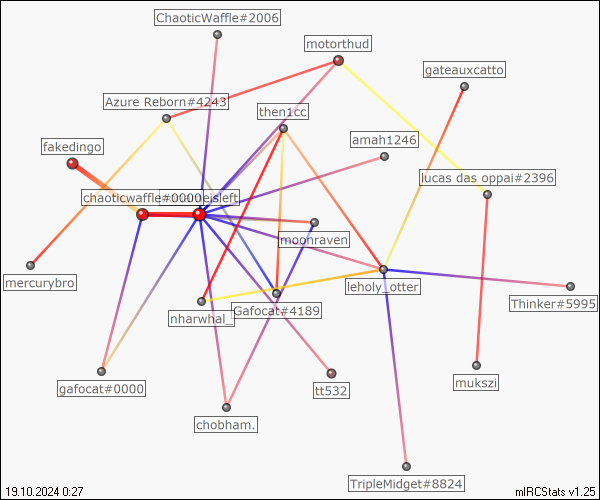 ChaoticWaffle#2006
motorthud
gateauxcatto
Azure Reborn#4243
then1cc
amah1246
fakedingo
lucas das oppai#2396
chaoticwaffle#0000
eisleft
moonraven
mercurybro
leholy_otter
Thinker#5995
Gafocat#4189
nharwhal_
gafocat#0000
tt532
mukszi
chobham.
TripleMidget#8824
19.10.2024 0:27
mIRCStats v1.25